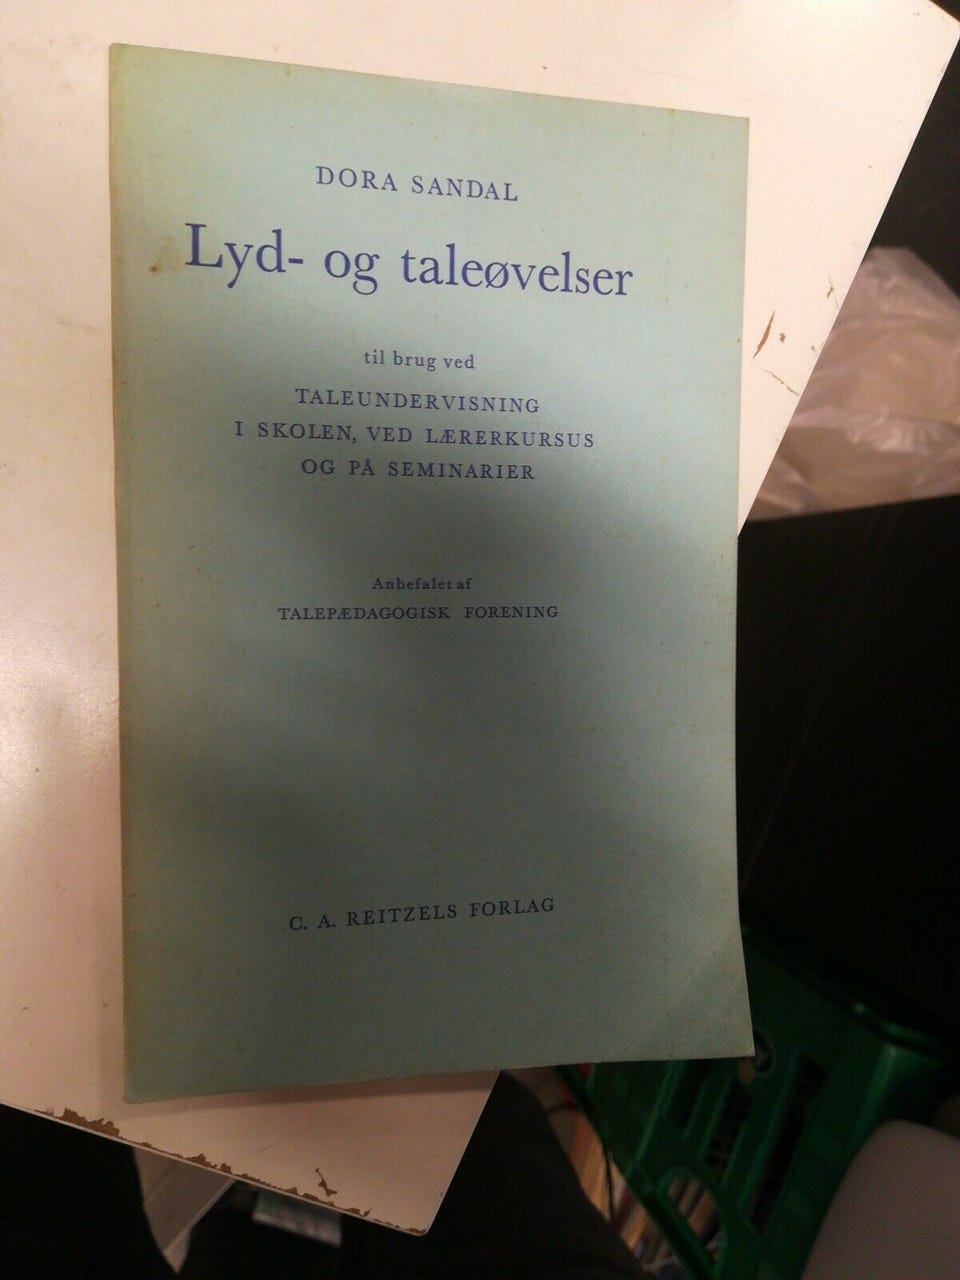 DORA SANDAL
Lyd- og taleøvelser
til brug ved
TALEUNDERVISNING
I SKOLEN, VED LÆRERKURSUS
OG PÅ SEMINARIER
Anbefalet af
TALEPÆDAGOGISK FORENING
C. A. REITZELS FORLAG